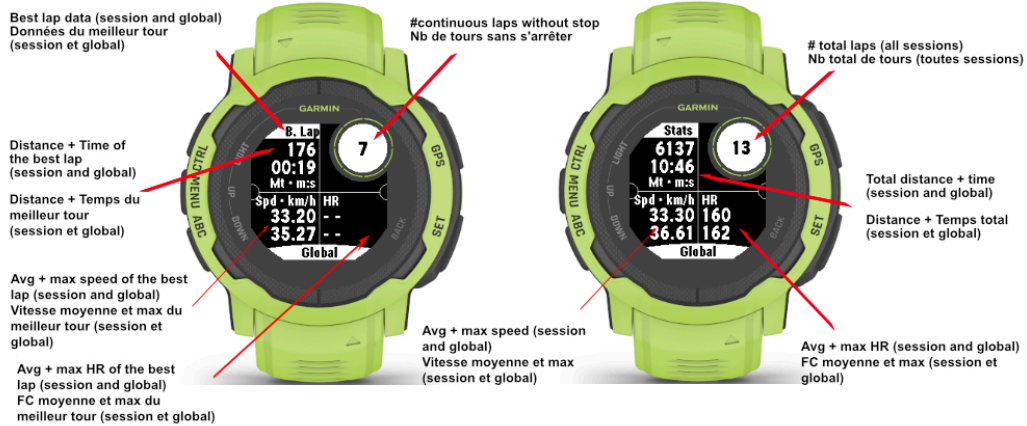 Best lap data (session and global)
Données du meilleur tour
(session et global)
#continuous laps without stop
Nb de tours sans s'arrêter
# total laps (all sessions)
Nb total de tours (toutes sessions)
Distance + Time of
the best lap
(session and global)
Distance + Temps du
meilleur tour
(session et global)
Avg + max speed of the best
lap (session and global)
Vitesse moyenne et max du
meilleur tour (session et
global)
Avg + max HR of the best
lap (session and global)
FC moyenne et max du
meilleur tour (session et global)
GARMIN
CTRL
MENU
ABC
LIGHT
UP
DOWN
GPS
SET
BACK
B. Lap
7
176
00:19
Mt • m:s
Spd • km/h HR
33.20 - -
35.27 - -
Global
GARMIN
CTRL
MENU
ABC
LIGHT
UP
DOWN
GPS
SET
BACK
Stats
13
6137
10:46
Mt • m:s
Spd • km/h HR
33.30 160
36.61 162
Global
Total distance + time
(session and global)
Distance + Temps total
(session et global)
Avg + max speed (session
and global)
Vitesse moyenne et max
(session et global)
Avg + max HR (session and global)
FC moyenne et max (session et
global)